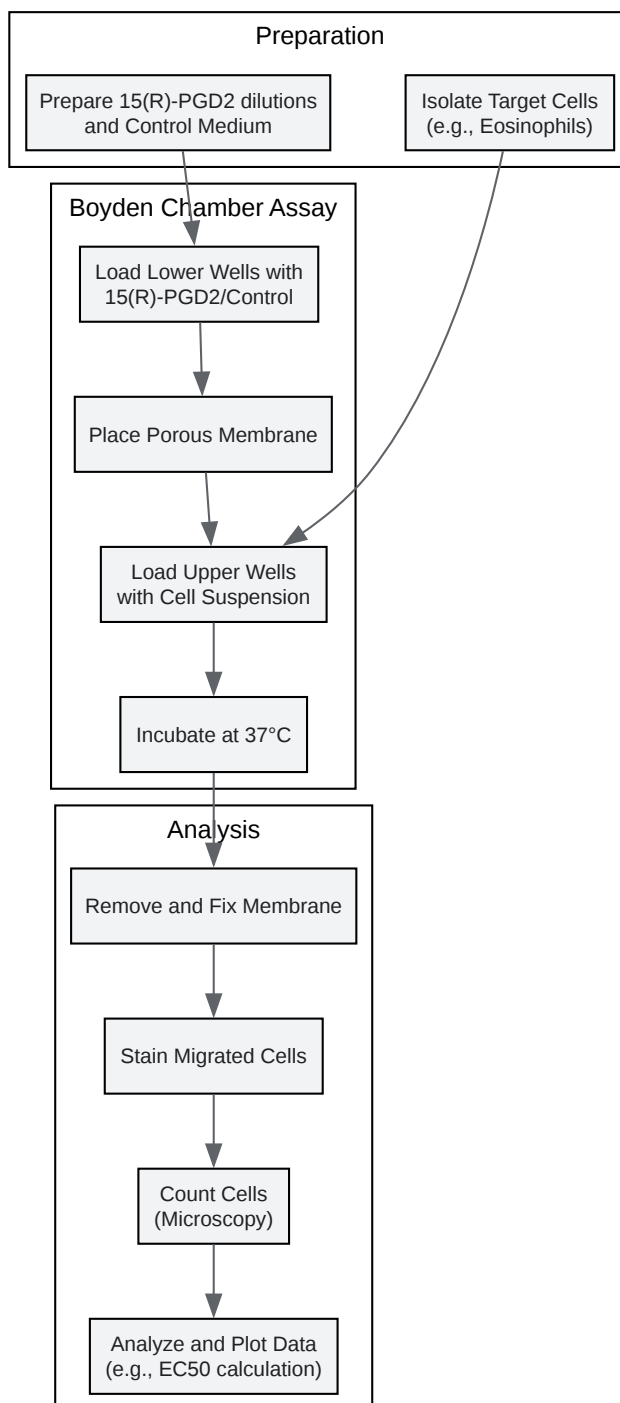 Preparation
Prepare 15(R)-PGD2 dilutions
and Control Medium
Isolate Target Cells
(e.g., Eosinophils)
Boyden Chamber Assay
Load Lower Wells with
15(R)-PGD2/Control
Place Porous Membrane
Load Upper Wells
with Cell Suspension
Incubate at 37°C
Analysis
Remove and Fix Membrane
Stain Migrated Cells
Count Cells
(Microscopy)
Analyze and Plot Data
(e.g., EC50 calculation)